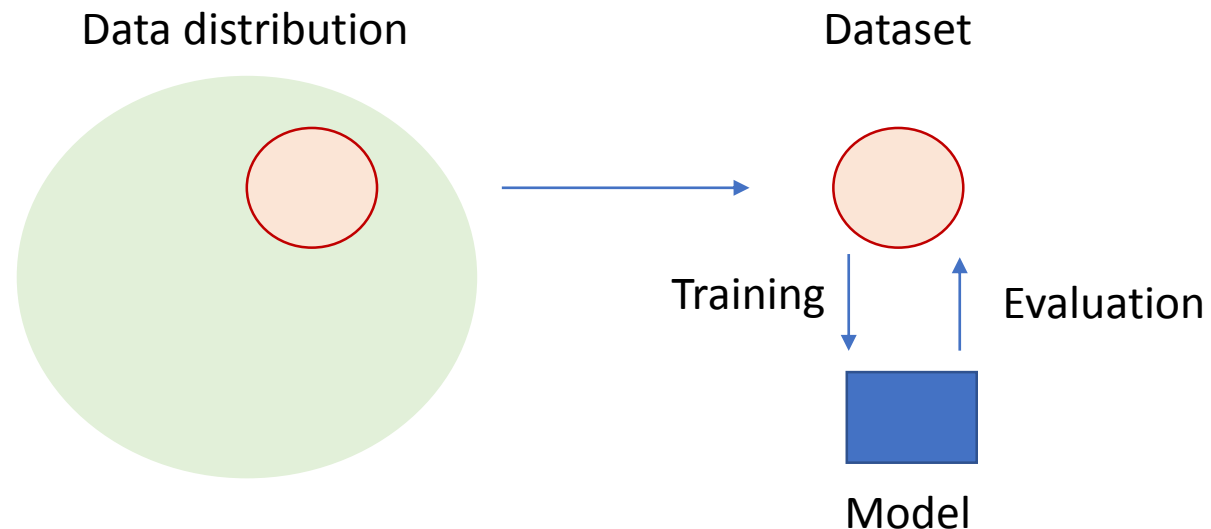 Data distribution
Dataset
Training
Evaluation
Model